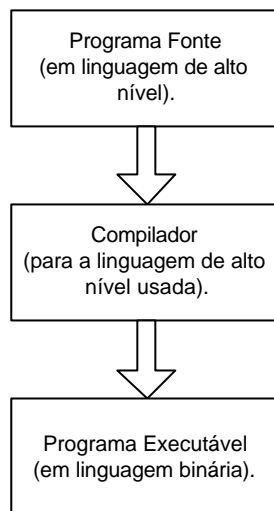 Programa Fonte
(em linguagem de alto
nível).
Compilador
(para a linguagem de alto
nível usada).
Programa Executável
(em linguagem binária).